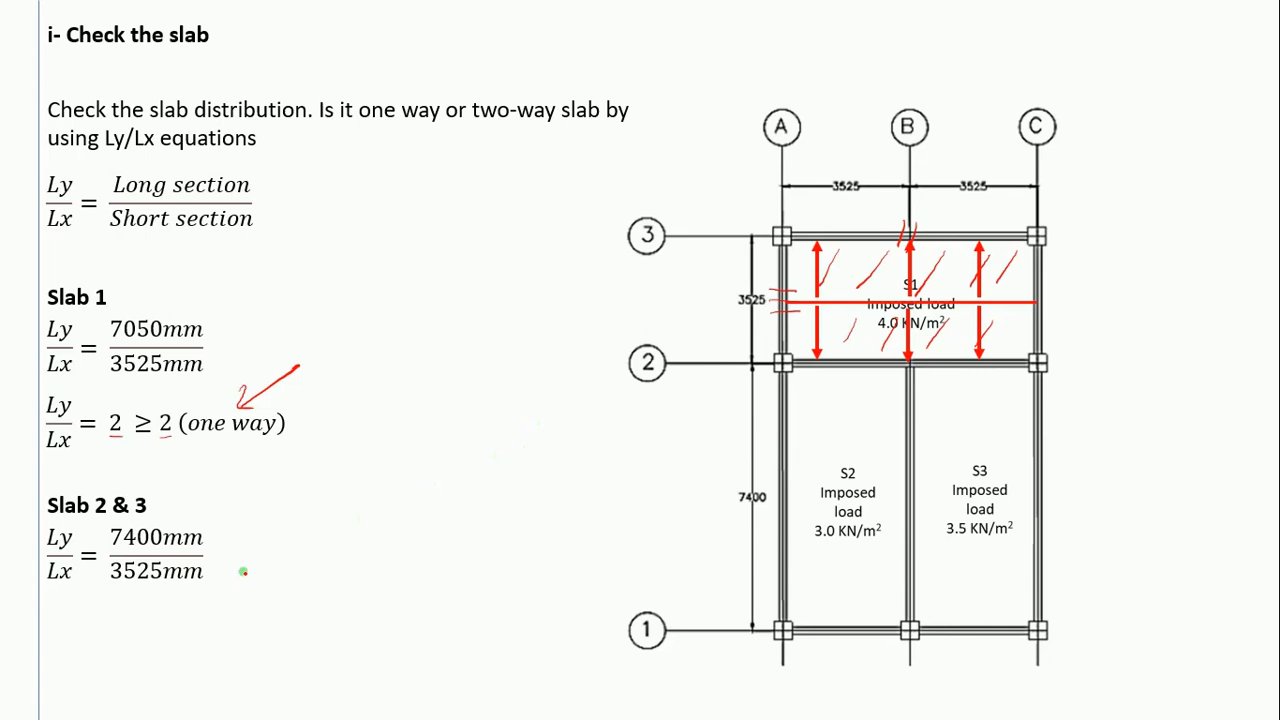 i- Check the slab
Check the slab distribution. Is it one way or two-way slab by
using Ly/Lx equations
Ly/Lx = Long section/Short section
Slab 1
Ly/Lx = 7050mm/3525mm
Ly/Lx = 2 ≥ 2 (one way)
Slab 2 & 3
Ly/Lx = 7400mm/3525mm
A B C
3525 3525
3
3525
S1
Imposed load
4.0 KN/m²
2
7400
S2
Imposed
load
3.0 KN/m²
S3
Imposed
load
3.5 KN/m²
1